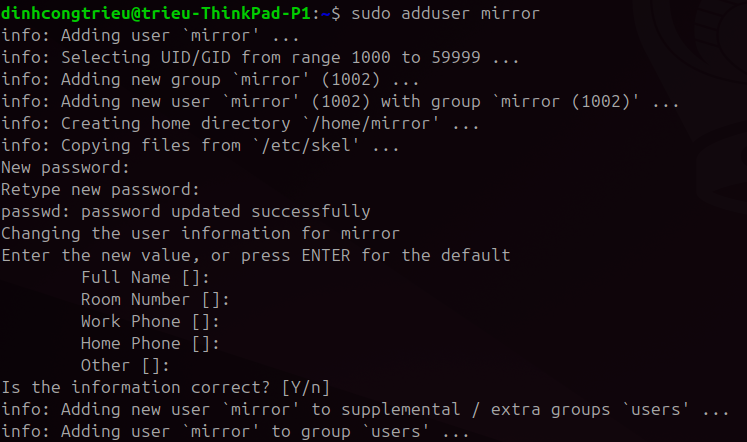 dinhcongtrieu@trieu-ThinkPad-P1:~$ sudo adduser mirror
info: Adding user `mirror' ...
info: Selecting UID/GID from range 1000 to 59999 ...
info: Adding new group `mirror' (1002) ...
info: Adding new user `mirror' (1002) with group `mirror (1002)' ...
info: Creating home directory `/home/mirror' ...
info: Copying files from `/etc/skel' ...
New password:
Retype new password:
passwd: password updated successfully
Changing the user information for mirror
Enter the new value, or press ENTER for the default
        Full Name []:
        Room Number []:
        Work Phone []:
        Home Phone []:
        Other []:
Is the information correct? [Y/n]
info: Adding new user `mirror' to supplemental / extra groups `users' ...
info: Adding user `mirror' to group `users' ...